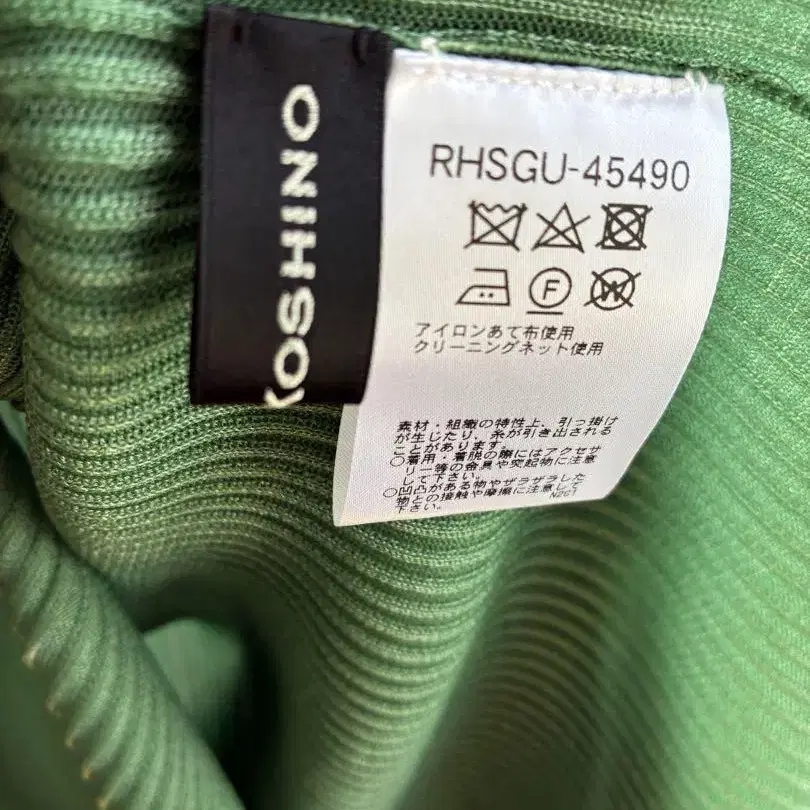 KOSHINO
RHSGU-45490
F
W
アイロンあて布使用
クリーニングネット使用
素材・組織の特性上、引っ掛け
が生じたり、糸が引き出される
ことがあります。
○着用・着脱の際にはアクセサ
リー等の金具や突起物に注意
して下さい。
○凹凸がある物やザラザラした
物との接触や摩擦に注意して
下さい。
N2G1